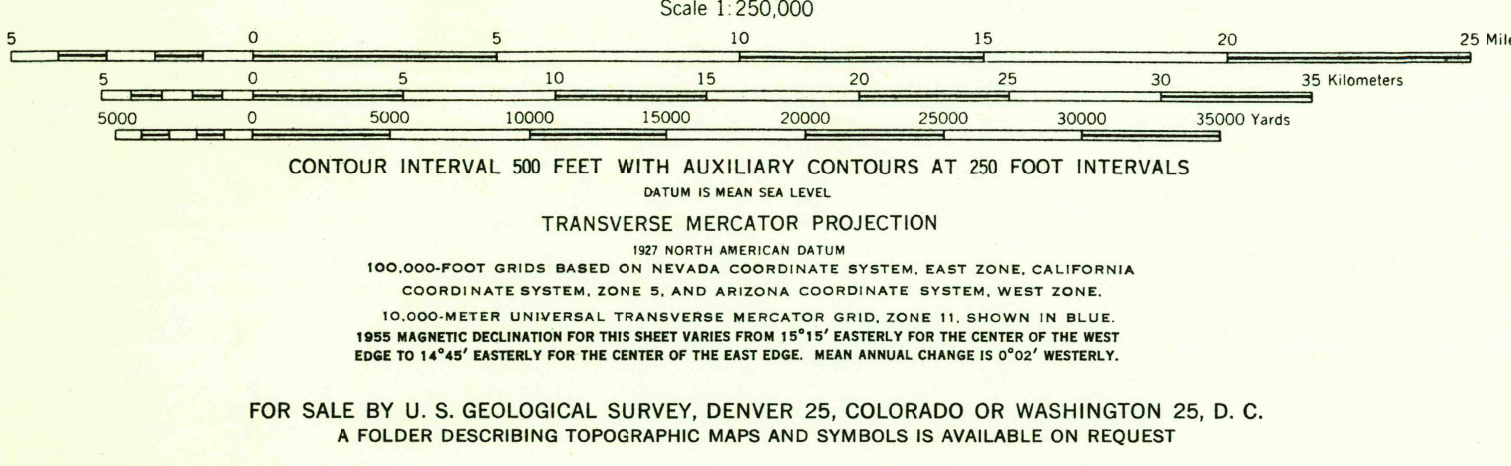 Scale 1:250,000
5 0 5 10 15 20 25 Mile
5 0 5 10 15 20 25 30 35 Kilometers
5000 0 5000 10000 15000 20000 25000 30000 35000 Yards
CONTOUR INTERVAL 500 FEET WITH AUXILIARY CONTOURS AT 250 FOOT INTERVALS
DATUM IS MEAN SEA LEVEL
TRANSVERSE MERCATOR PROJECTION
1927 NORTH AMERICAN DATUM
100,000-FOOT GRIDS BASED ON NEVADA COORDINATE SYSTEM, EAST ZONE, CALIFORNIA
COORDINATE SYSTEM, ZONE 5, AND ARIZONA COORDINATE SYSTEM, WEST ZONE.
10,000-METER UNIVERSAL TRANSVERSE MERCATOR GRID, ZONE 11, SHOWN IN BLUE.
1955 MAGNETIC DECLINATION FOR THIS SHEET VARIES FROM 15°15′ EASTERLY FOR THE CENTER OF THE WEST
EDGE TO 14°45′ EASTERLY FOR THE CENTER OF THE EAST EDGE. MEAN ANNUAL CHANGE IS 0°02′ WESTERLY.
FOR SALE BY U. S. GEOLOGICAL SURVEY, DENVER 25, COLORADO OR WASHINGTON 25, D. C.
A FOLDER DESCRIBING TOPOGRAPHIC MAPS AND SYMBOLS IS AVAILABLE ON REQUEST